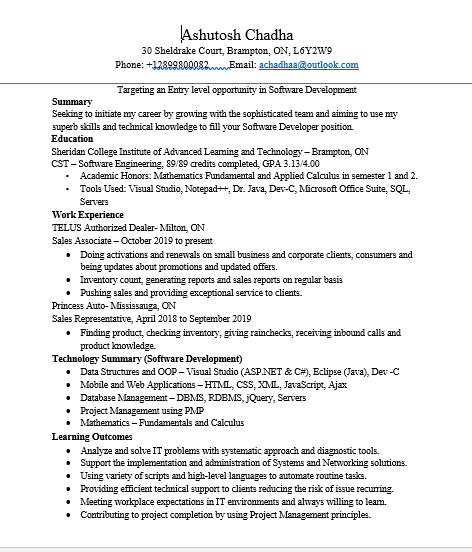 Ashutosh Chadha
30 Sheldrake Court, Brampton, ON, L6Y2W9
Phone: +12899800082 Email: achadhaa@outlook.com
Targeting an Entry level opportunity in Software Development
Summary
Seeking to initiate my career by growing with the sophisticated team and aiming to use my
superb skills and technical knowledge to fill your Software Developer position.
Education
Sheridan College Institute of Advanced Learning and Technology – Brampton, ON
CST – Software Engineering, 89/89 credits completed, GPA 3.13/4.00
• Academic Honors: Mathematics Fundamental and Applied Calculus in semester 1 and 2.
• Tools Used: Visual Studio, Notepad++, Dr. Java, Dev-C, Microsoft Office Suite, SQL,
Servers
Work Experience
TELUS Authorized Dealer- Milton, ON
Sales Associate – October 2019 to present
• Doing activations and renewals on small business and corporate clients, consumers and
being updates about promotions and updated offers.
• Inventory count, generating reports and sales reports on regular basis
• Pushing sales and providing exceptional service to clients.
Princess Auto- Mississauga, ON
Sales Representative, April 2018 to September 2019
• Finding product, checking inventory, giving rainchecks, receiving inbound calls and
product knowledge.
Technology Summary (Software Development)
• Data Structures and OOP – Visual Studio (ASP.NET & C#), Eclipse (Java), Dev -C
• Mobile and Web Applications – HTML, CSS, XML, JavaScript, Ajax
• Database Management – DBMS, RDBMS, jQuery, Servers
• Project Management using PMP
• Mathematics – Fundamentals and Calculus
Learning Outcomes
• Analyze and solve IT problems with systematic approach and diagnostic tools.
• Support the implementation and administration of Systems and Networking solutions.
• Using variety of scripts and high-level languages to automate routine tasks.
• Providing efficient technical support to clients reducing the risk of issue recurring.
• Meeting workplace expectations in IT environments and always willing to learn.
• Contributing to project completion by using Project Management principles.